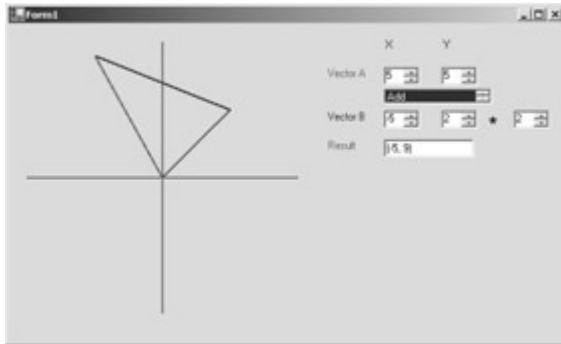 Form1
X Y
Vector A 5 5
Add
Vector B -5 2 * 2
Result (-5, 9)